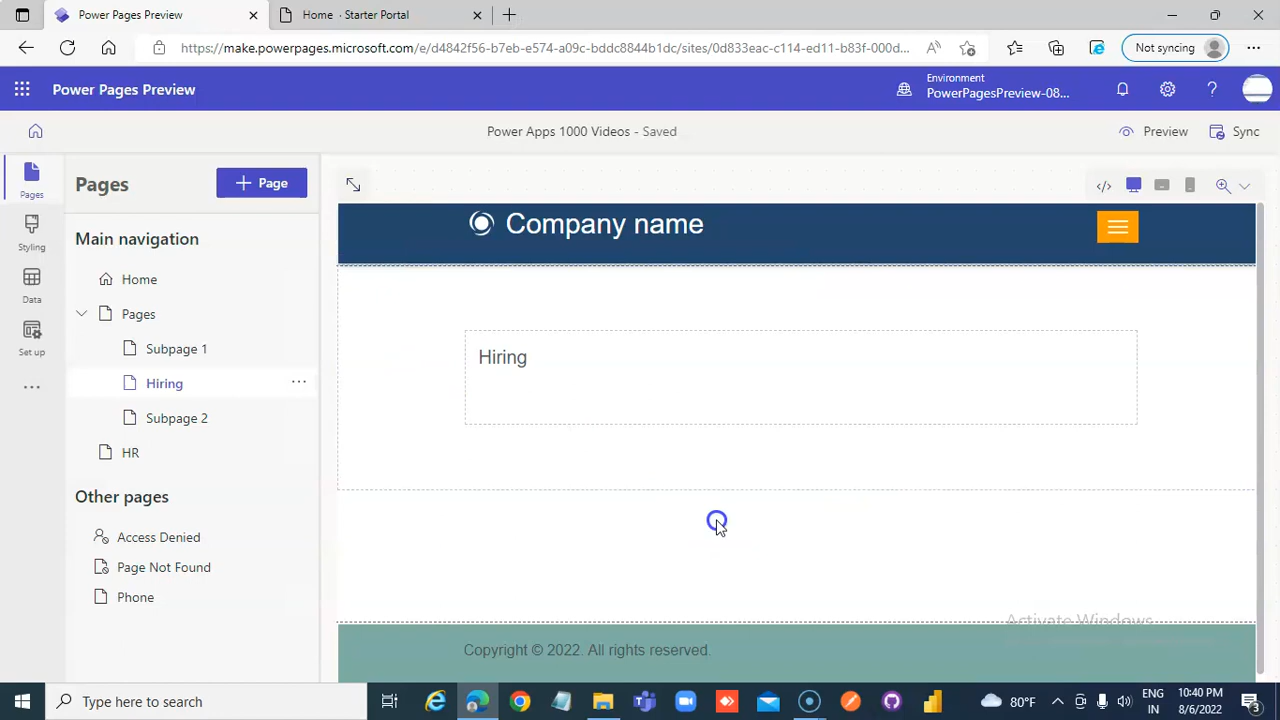 Power Pages Preview
Home · Starter Portal
https://make.powerpages.microsoft.com/e/d4842f56-b7eb-e574-a09c-bddc8844b1dc/sites/0d833eac-c114-ed11-b83f-000d...
Not syncing
Power Pages Preview
Environment
PowerPagesPreview-08...
Power Apps 1000 Videos - Saved
Preview
Sync
Pages
Styling
Data
Set up
Pages
Page
Main navigation
Home
Pages
Subpage 1
Hiring
Subpage 2
HR
Other pages
Access Denied
Page Not Found
Phone
Company name
Hiring
Activate Windows
Copyright © 2022. All rights reserved.
Type here to search
80°F
ENG
IN
10:40 PM
8/6/2022
3